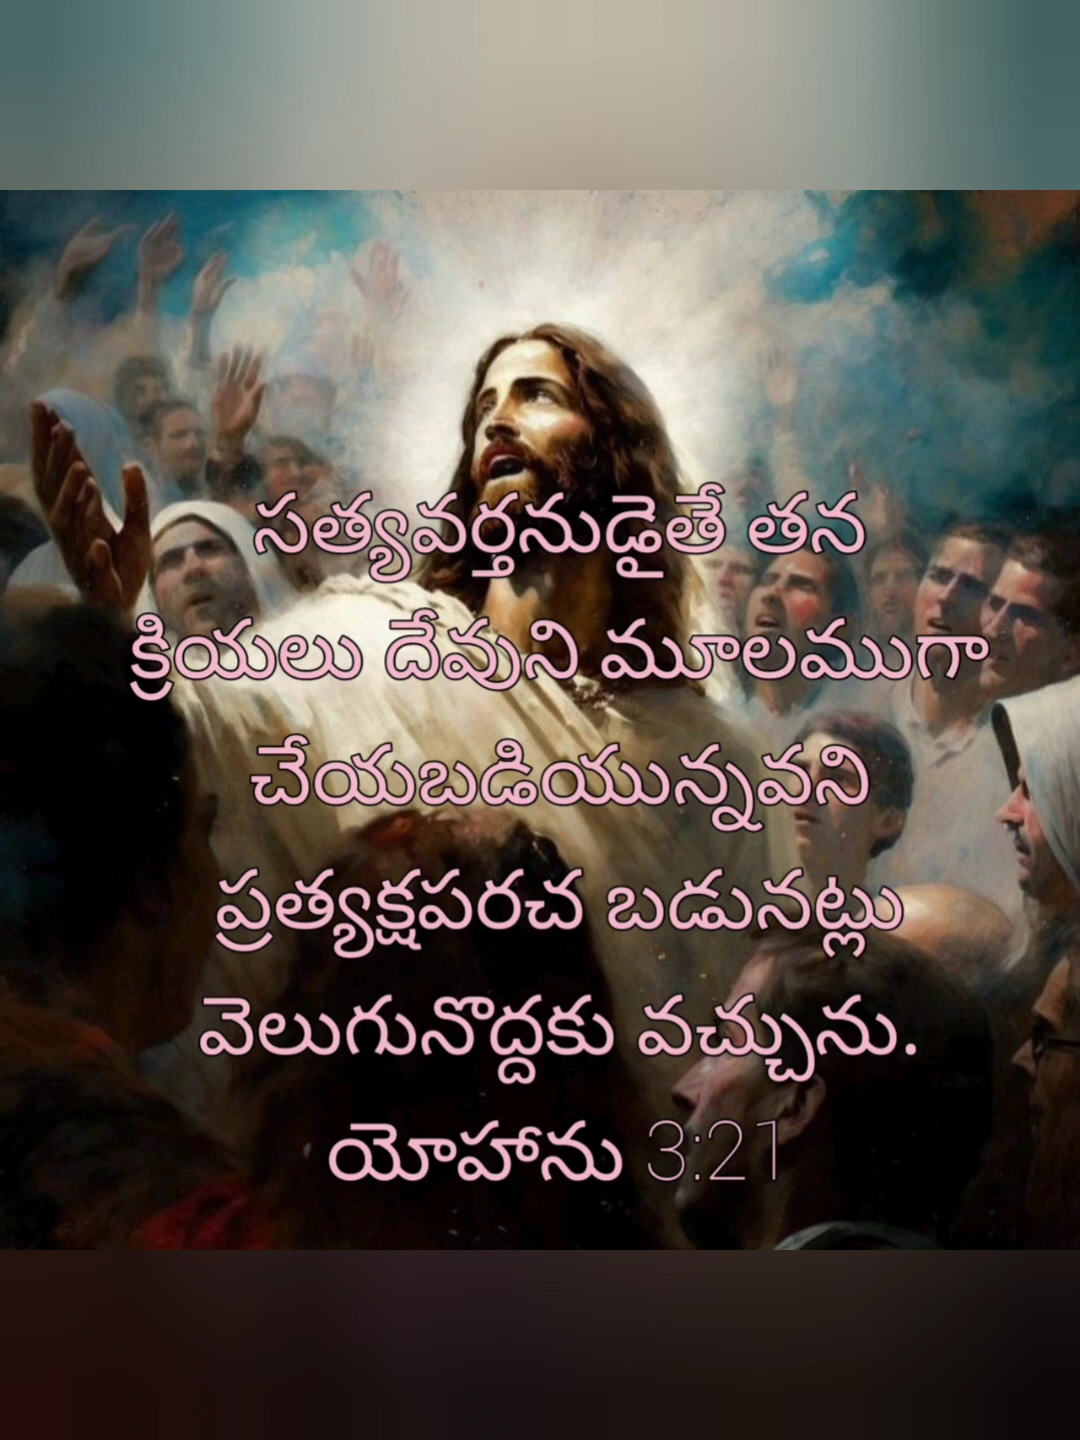 సత్యవర్తనుడైతే తన
క్రియలు దేవుని మూలముగా
చేయబడియున్నవని
ప్రత్యక్షపరచ బడునట్లు
వెలుగునొద్దకు వచ్చును.
యోహాను 3:21